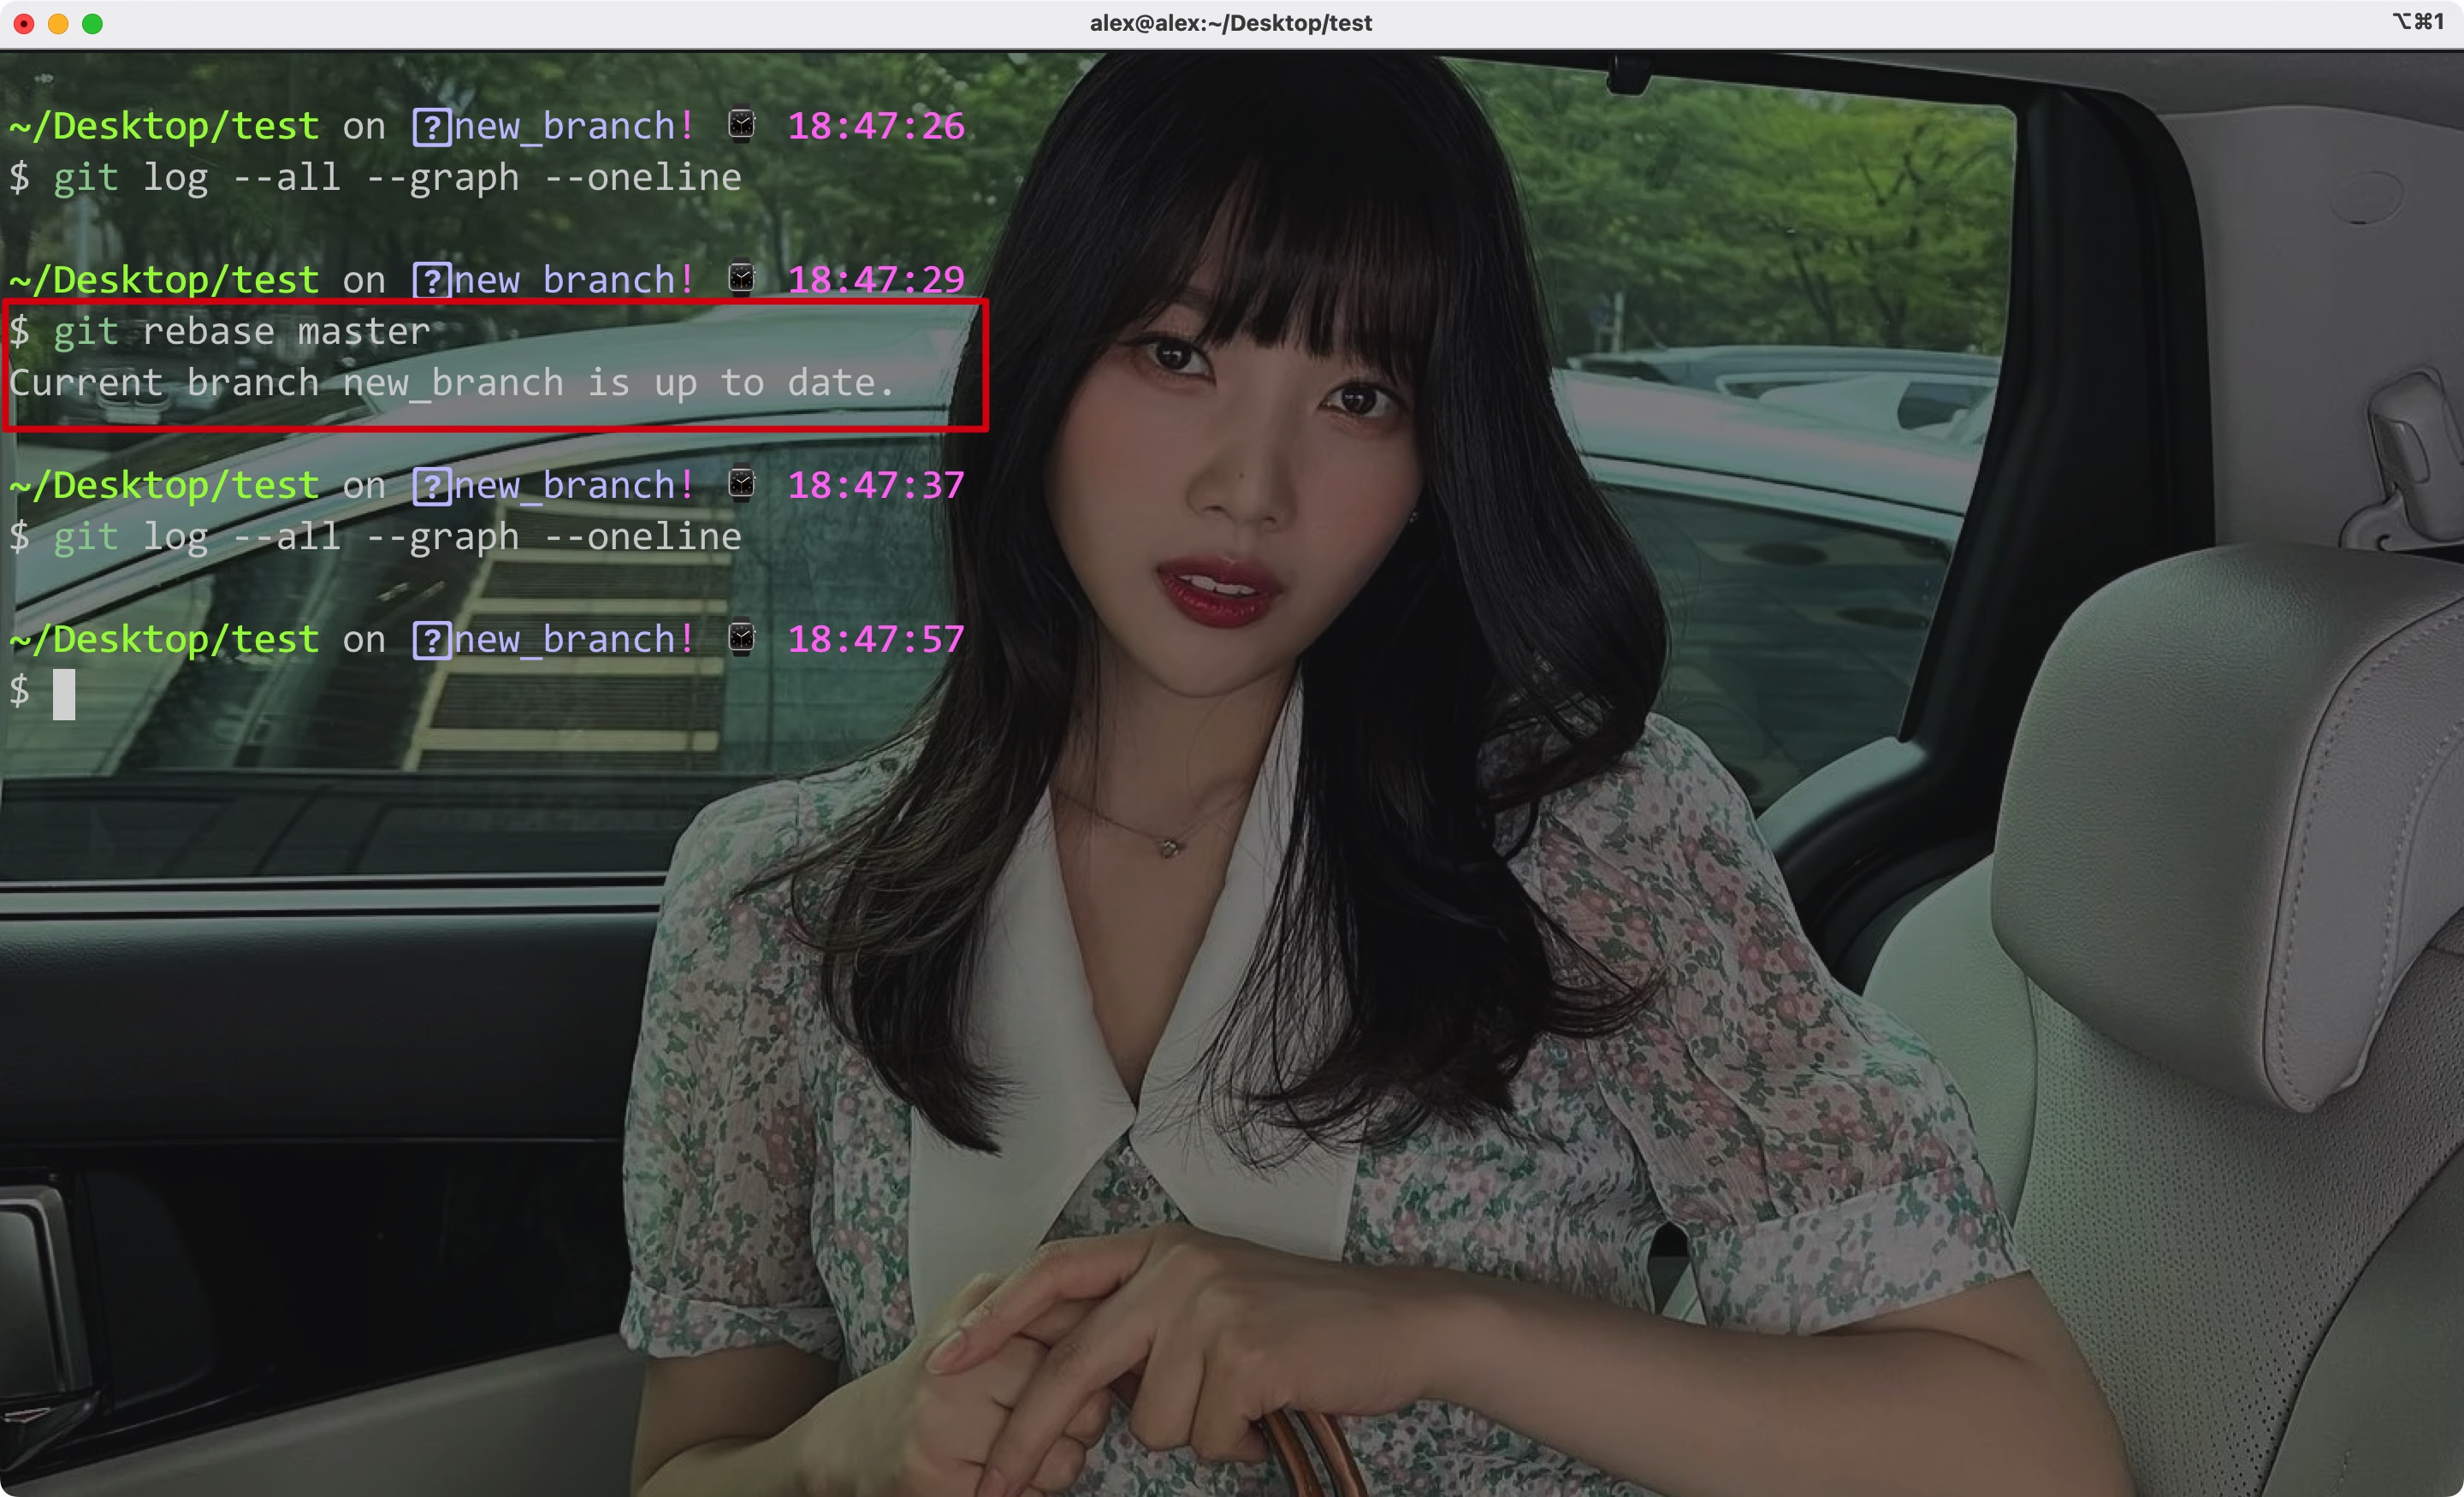 alex@alex:~/Desktop/test
⌥⌘1
~/Desktop/test on ?new_branch! 18:47:26
$ git log --all --graph --oneline
~/Desktop/test on ?new branch! 18:47:29
$ git rebase master
Current branch new_branch is up to date.
~/Desktop/test on ?new_branch! 18:47:37
$ git log --all --graph --oneline
~/Desktop/test on ?new_branch! 18:47:57
$